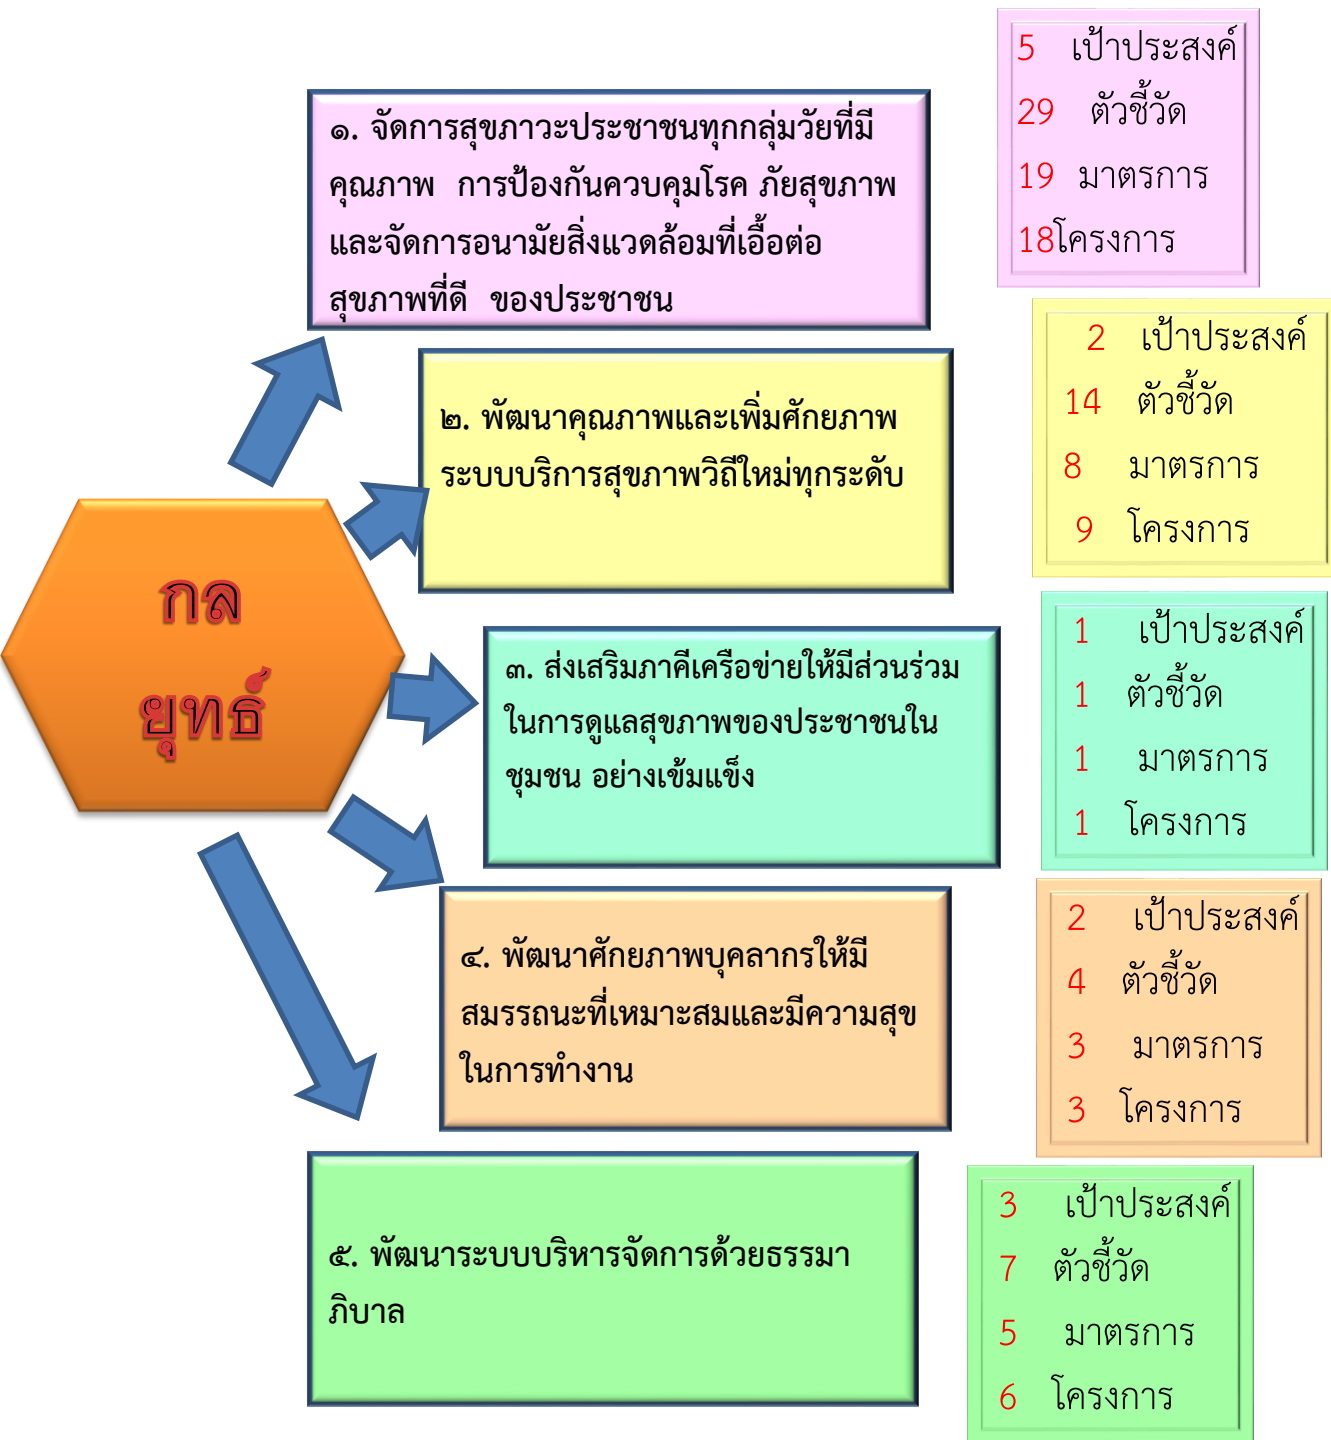 กล
ยุทธ์
๑. จัดการสุขภาวะประชาชนทุกกลุ่มวัยที่มี
คุณภาพ การป้องกันควบคุมโรค ภัยสุขภาพ
และจัดการอนามัยสิ่งแวดล้อมที่เอื้อต่อ
สุขภาพที่ดี ของประชาชน
5 เป้าประสงค์
29 ตัวชี้วัด
19 มาตรการ
18โครงการ
๒. พัฒนาคุณภาพและเพิ่มศักยภาพ
ระบบบริการสุขภาพวิถีใหม่ทุกระดับ
2 เป้าประสงค์
14 ตัวชี้วัด
8 มาตรการ
9 โครงการ
๓. ส่งเสริมภาคีเครือข่ายให้มีส่วนร่วม
ในการดูแลสุขภาพของประชาชนใน
ชุมชน อย่างเข้มแข็ง
1 เป้าประสงค์
1 ตัวชี้วัด
1 มาตรการ
1 โครงการ
๔. พัฒนาศักยภาพบุคลากรให้มี
สมรรถนะที่เหมาะสมและมีความสุข
ในการทำงาน
2 เป้าประสงค์
4 ตัวชี้วัด
3 มาตรการ
3 โครงการ
๕. พัฒนาระบบบริหารจัดการด้วยธรรมา
ภิบาล
3 เป้าประสงค์
7 ตัวชี้วัด
5 มาตรการ
6 โครงการ